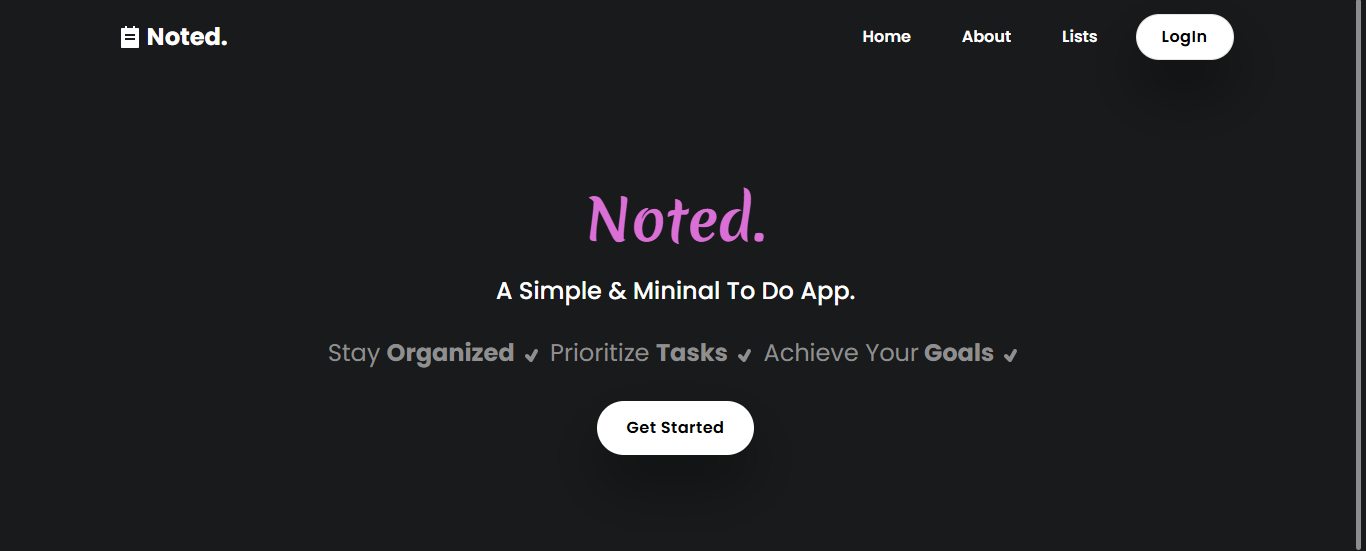 Noted.
Home About Lists LogIn
Noted.
A Simple & Mininal To Do App.
Stay Organized ✔ Prioritize Tasks ✔ Achieve Your Goals ✔
Get Started